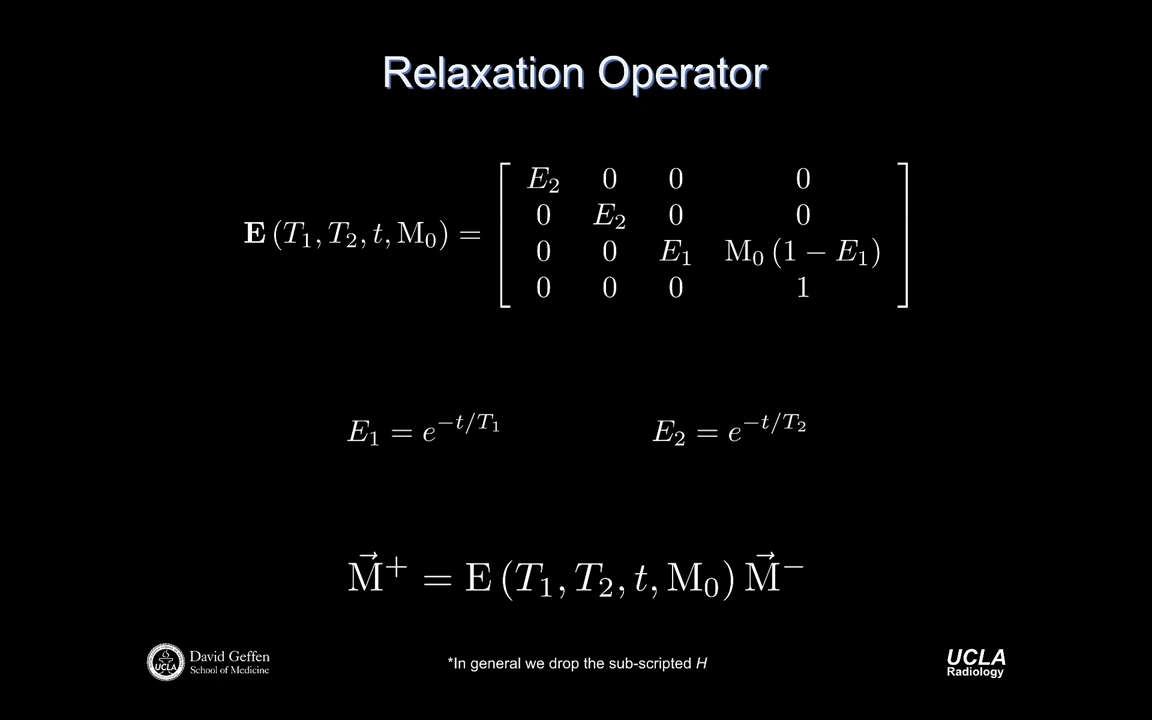 Relaxation Operator
E (T₁, T₂, t, M₀) =
E₂ 0 0 0
0 E₂ 0 0
0 0 E₁ M₀ (1 − E₁)
0 0 0 1
E₁ = e^{−t/T₁} E₂ = e^{−t/T₂}
M⃗⁺ = E (T₁, T₂, t, M₀) M⃗⁻
UCLA
David Geffen
School of Medicine
*In general we drop the sub-scripted H
UCLA
Radiology